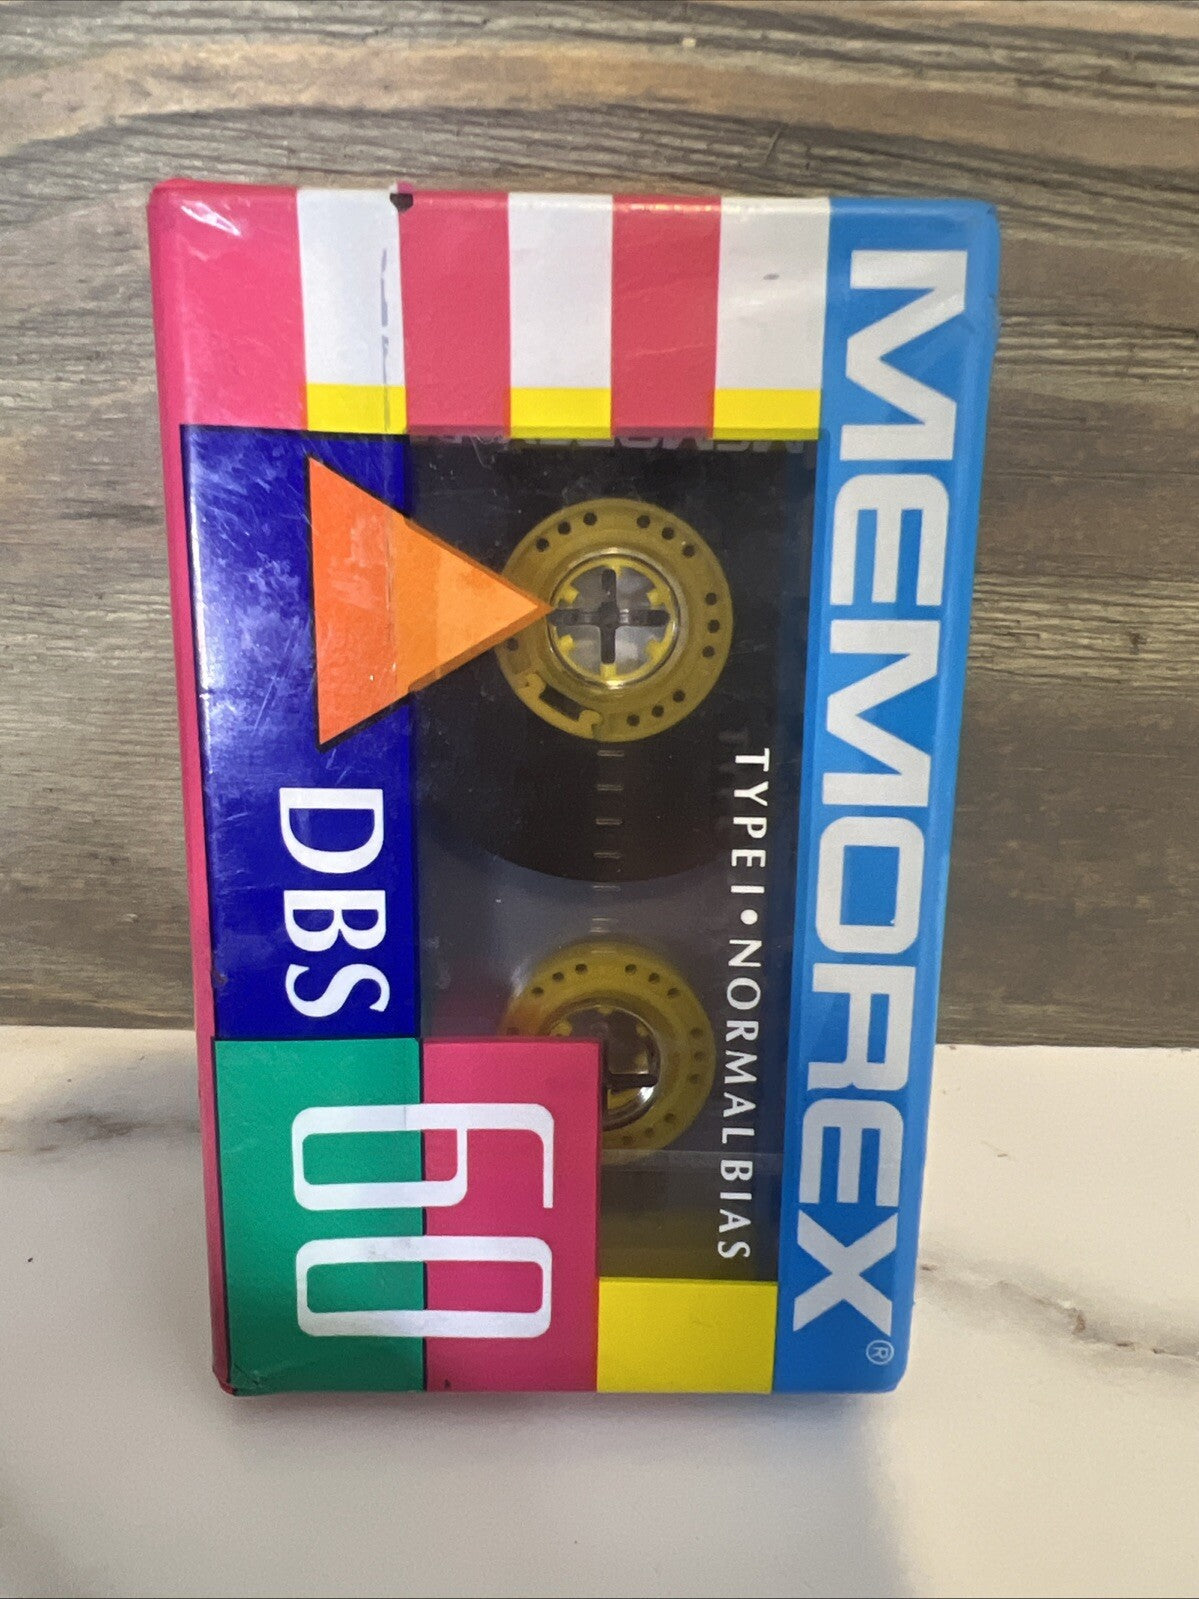 MEMOREX®
TYPE I • NORMAL BIAS
DBS
60